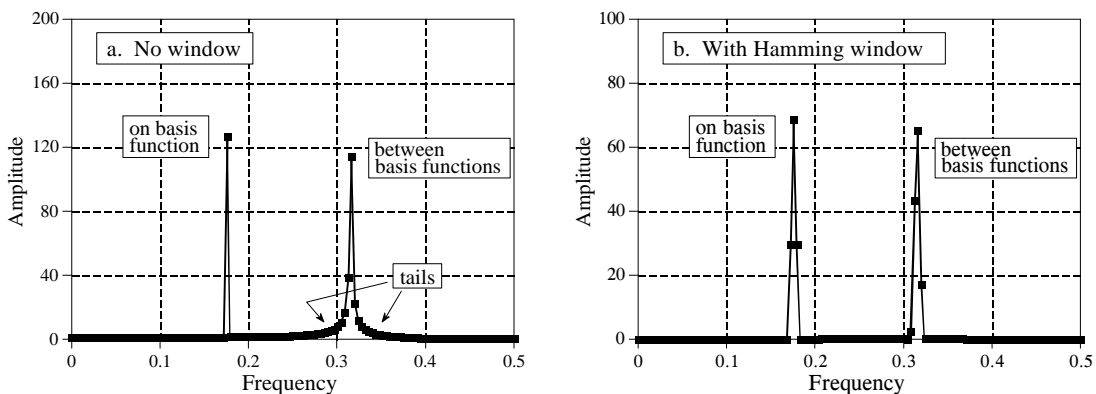 a. No window
200
160
120
80
40
0
Amplitude
on basis
function
between
basis functions
tails
0 0.1 0.2 0.3 0.4 0.5
Frequency
b. With Hamming window
100
80
60
40
20
0
Amplitude
on basis
function
between
basis functions
0 0.1 0.2 0.3 0.4 0.5
Frequency